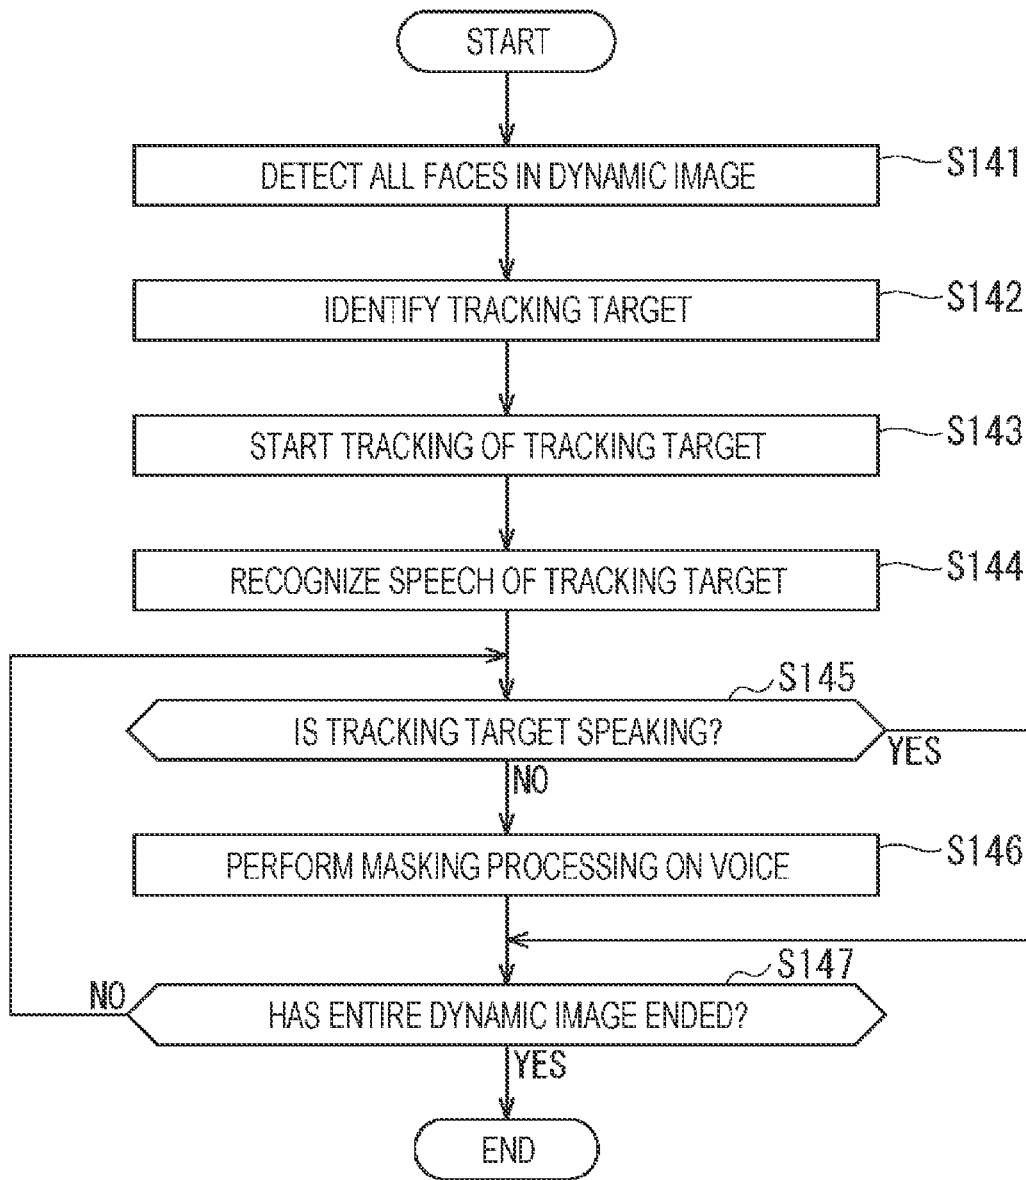 START
DETECT ALL FACES IN DYNAMIC IMAGE
S141
IDENTIFY TRACKING TARGET
S142
START TRACKING OF TRACKING TARGET
S143
RECOGNIZE SPEECH OF TRACKING TARGET
S144
S145
IS TRACKING TARGET SPEAKING?
YES
NO
PERFORM MASKING PROCESSING ON VOICE
S146
S147
NO
HAS ENTIRE DYNAMIC IMAGE ENDED?
YES
END